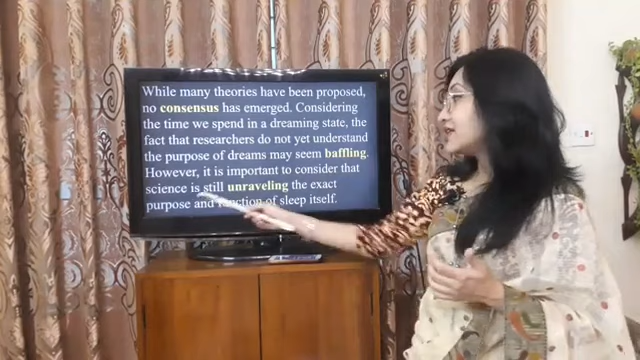 While many theories have been proposed,
no consensus has emerged. Considering
the time we spend in a dreaming state, the
fact that researchers do not yet understand
the purpose of dreams may seem baffling.
However, it is important to consider that
science is still unraveling the exact
purpose and function of sleep itself.